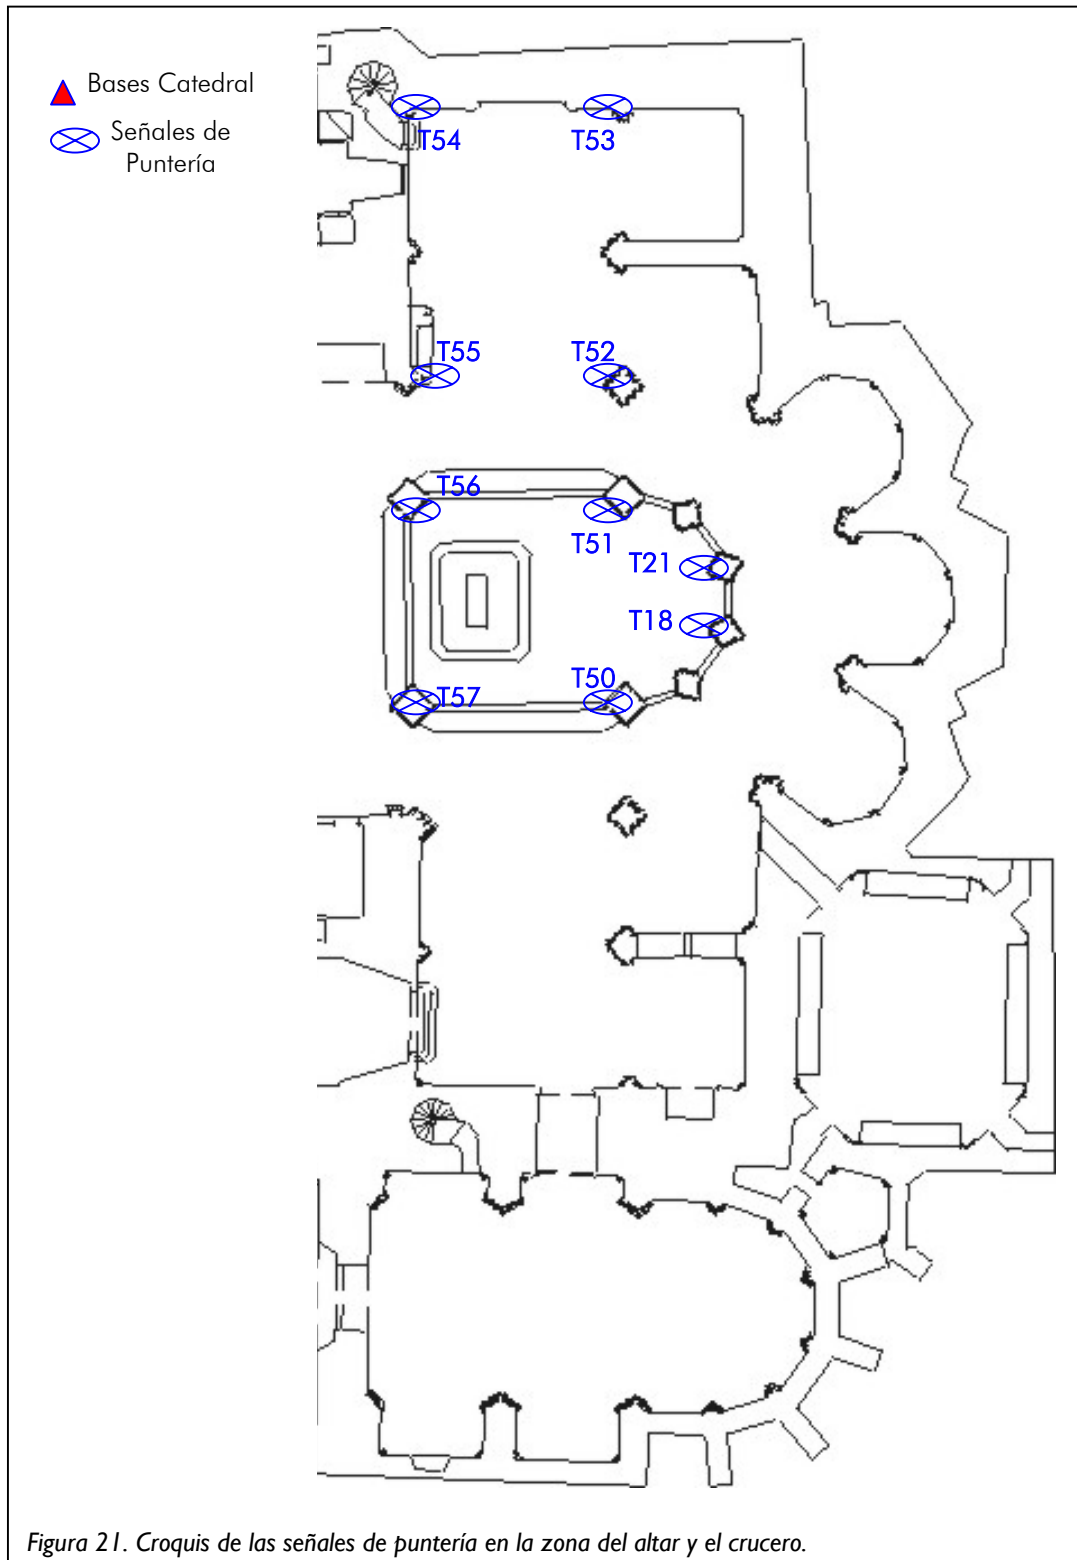 Bases Catedral
Señales de
Puntería
T54
T53
T55
T52
T56
T51
T21
T18
T50
T57
Figura 21. Croquis de las señales de puntería en la zona del altar y el crucero.